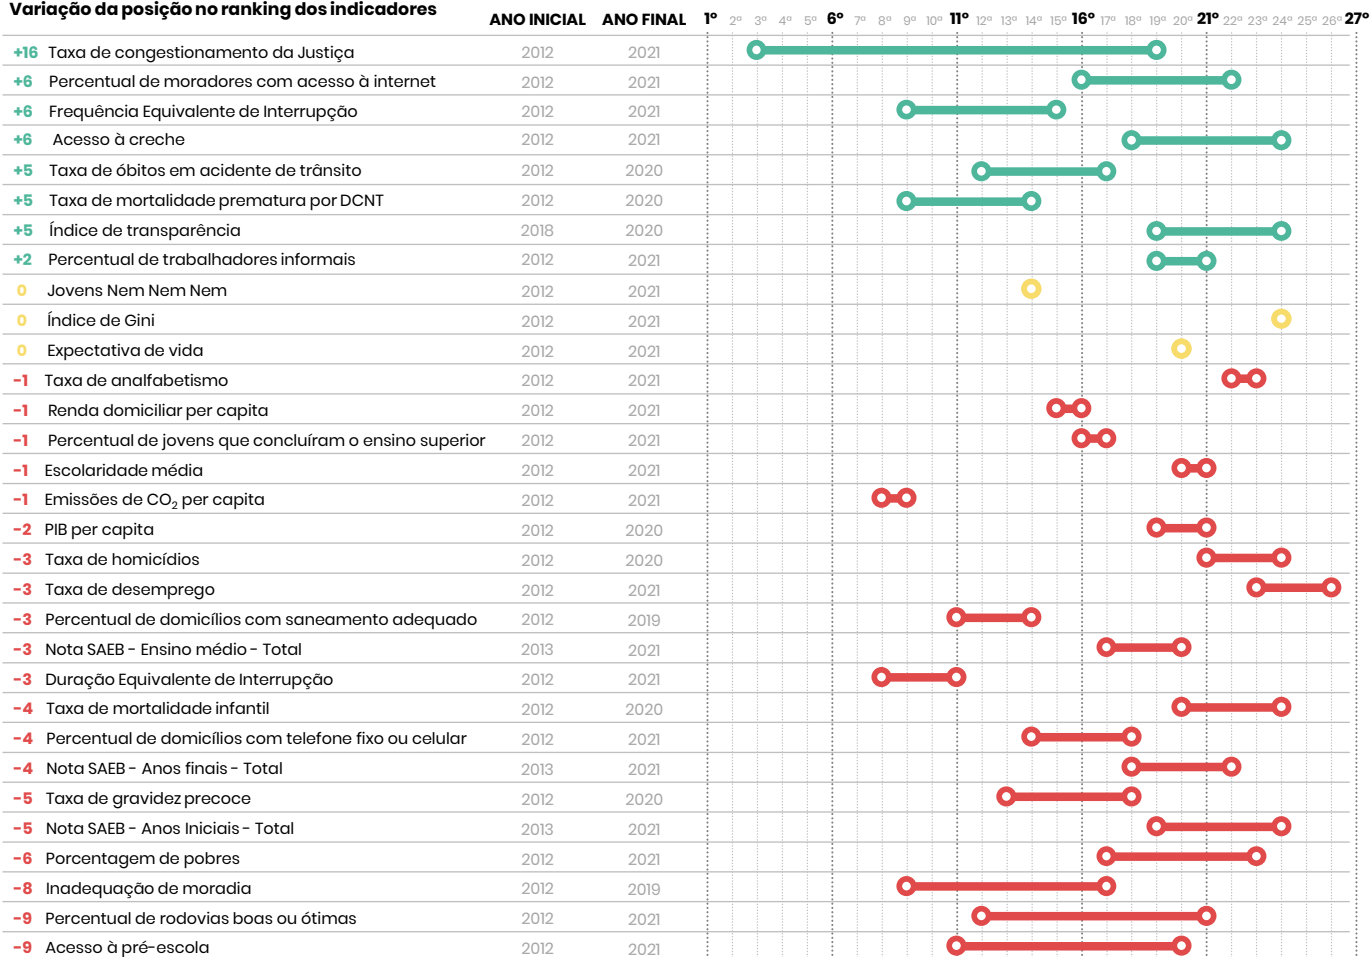 Variação da posição no ranking dos indicadores ANO INICIAL ANO FINAL 1º 2º 3º 4º 5º 6º 7º 8º 9º 10º 11º 12º 13º 14º 15º 16º 17º 18º 19º 20º 21º 22º 23º 24º 25º 26º 27º
+16 Taxa de congestionamento da Justiça 2012 2021
+6 Percentual de moradores com acesso à internet 2012 2021
+6 Frequência Equivalente de Interrupção 2012 2021
+6 Acesso à creche 2012 2021
+5 Taxa de óbitos em acidente de trânsito 2012 2020
+5 Taxa de mortalidade prematura por DCNT 2012 2020
+5 Índice de transparência 2018 2020
+2 Percentual de trabalhadores informais 2012 2021
0 Jovens Nem Nem Nem 2012 2021
0 Índice de Gini 2012 2021
0 Expectativa de vida 2012 2021
-1 Taxa de analfabetismo 2012 2021
-1 Renda domiciliar per capita 2012 2021
-1 Percentual de jovens que concluíram o ensino superior 2012 2021
-1 Escolaridade média 2012 2021
-1 Emissões de CO₂ per capita 2012 2021
-2 PIB per capita 2012 2020
-3 Taxa de homicídios 2012 2020
-3 Taxa de desemprego 2012 2021
-3 Percentual de domicílios com saneamento adequado 2012 2019
-3 Nota SAEB - Ensino médio - Total 2013 2021
-3 Duração Equivalente de Interrupção 2012 2021
-4 Taxa de mortalidade infantil 2012 2020
-4 Percentual de domicílios com telefone fixo ou celular 2012 2021
-4 Nota SAEB - Anos finais - Total 2013 2021
-5 Taxa de gravidez precoce 2012 2020
-5 Nota SAEB - Anos Iniciais - Total 2013 2021
-6 Porcentagem de pobres 2012 2021
-8 Inadequação de moradia 2012 2019
-9 Percentual de rodovias boas ou ótimas 2012 2021
-9 Acesso à pré-escola 2012 2021